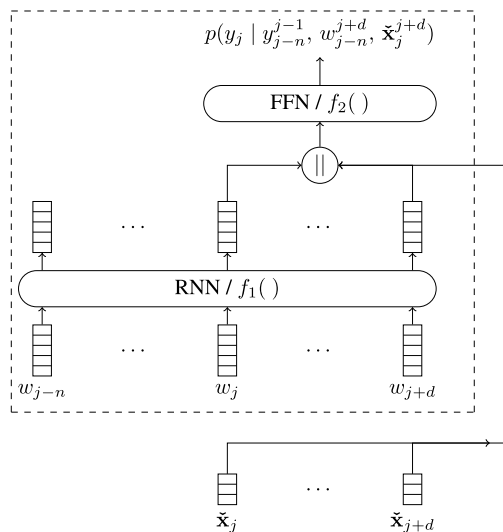 p(y_j | y_{j-n}^{j-1}, w_{j-n}^{j+d}, x̌_j^{j+d})
FFN / f_2( )
||
... ...
RNN / f_1( )
... ...
w_{j-n} w_j w_{j+d}
...
x̌_j x̌_{j+d}